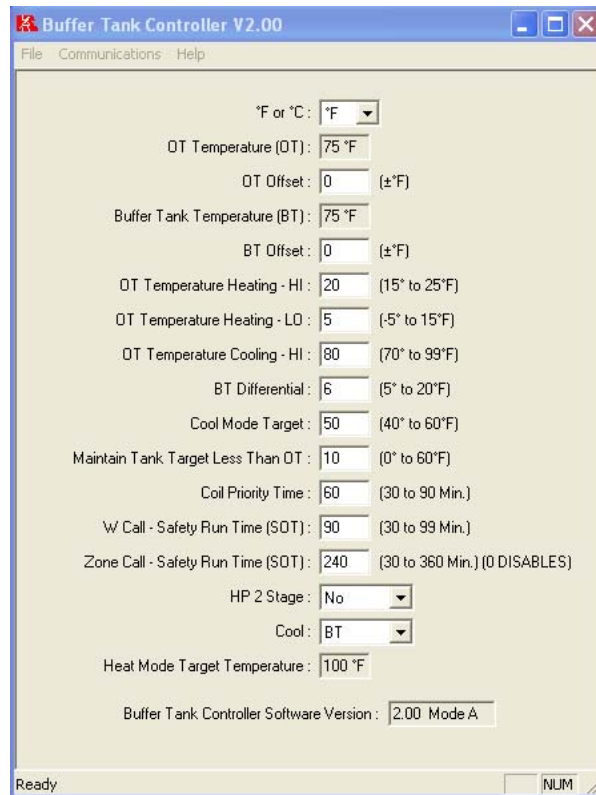 Buffer Tank Controller V2.00
File Communications Help
°F or °C : °F
OT Temperature (OT) : 75 °F
OT Offset : 0 (±°F)
Buffer Tank Temperature (BT) : 75 °F
BT Offset : 0 (±°F)
OT Temperature Heating - HI : 20 (15° to 25°F)
OT Temperature Heating - LO : 5 (-5° to 15°F)
OT Temperature Cooling - HI : 80 (70° to 99°F)
BT Differential : 6 (5° to 20°F)
Cool Mode Target : 50 (40° to 60°F)
Maintain Tank Target Less Than OT : 10 (0° to 60°F)
Coil Priority Time : 60 (30 to 90 Min.)
W Call - Safety Run Time (SOT) : 90 (30 to 99 Min.)
Zone Call - Safety Run Time (SOT) : 240 (30 to 360 Min.) (0 DISABLES)
HP 2 Stage : No
Cool : BT
Heat Mode Target Temperature : 100 °F
Buffer Tank Controller Software Version : 2.00 Mode A
Ready NUM